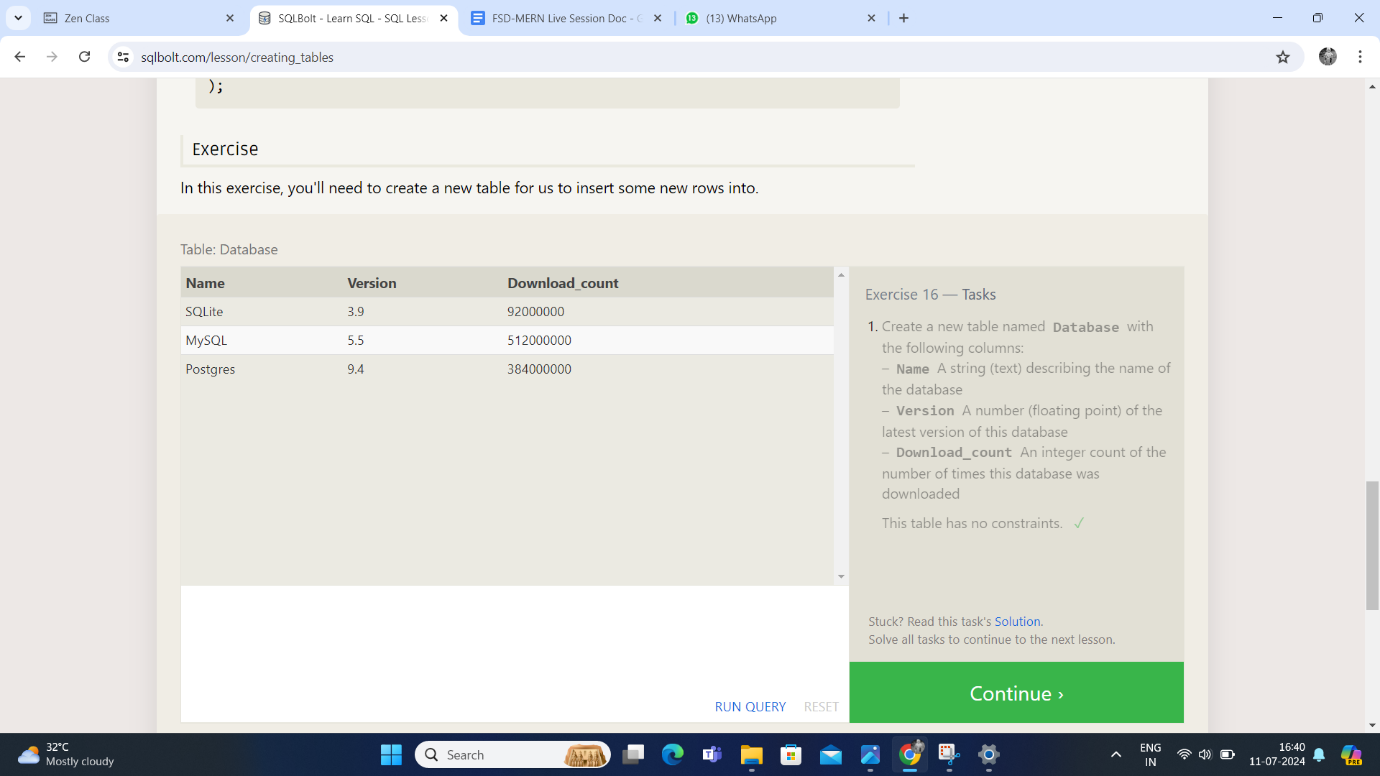 Zen Class
SQLBolt - Learn SQL - SQL Less
FSD-MERN Live Session Doc - G
(13) WhatsApp
sqlbolt.com/lesson/creating_tables
);
Exercise
In this exercise, you'll need to create a new table for us to insert some new rows into.
Table: Database
Name Version Download_count
SQLite 3.9 92000000
MySQL 5.5 512000000
Postgres 9.4 384000000
Exercise 16 — Tasks
1. Create a new table named Database with
the following columns:
– Name A string (text) describing the name of
the database
– Version A number (floating point) of the
latest version of this database
– Download_count An integer count of the
number of times this database was
downloaded
This table has no constraints. ✓
Stuck? Read this task's Solution.
Solve all tasks to continue to the next lesson.
RUN QUERY RESET
Continue ›
32°C
Mostly cloudy
Search
ENG
IN
16:40
11-07-2024
PRE